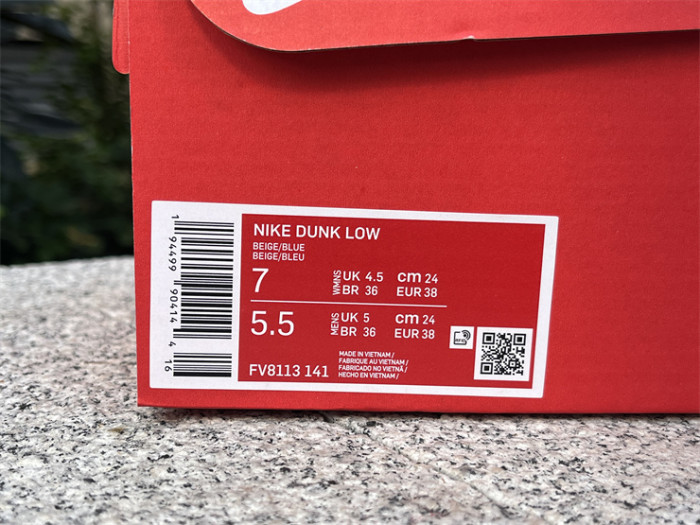 NIKE DUNK LOW
BEIGE/BLUE
BEIGE/BLEU
7 WMNS UK 4.5 cm 24
BR 36 EUR 38
5.5 MENS UK 5 cm 24
BR 36 EUR 38
FV8113 141
MADE IN VIETNAM /
FABRIQUE AU VIETNAM /
FABRICADO NO VIETNÃ /
HECHO EN VIETNAM /
RFID
1 94499 90414 4 16